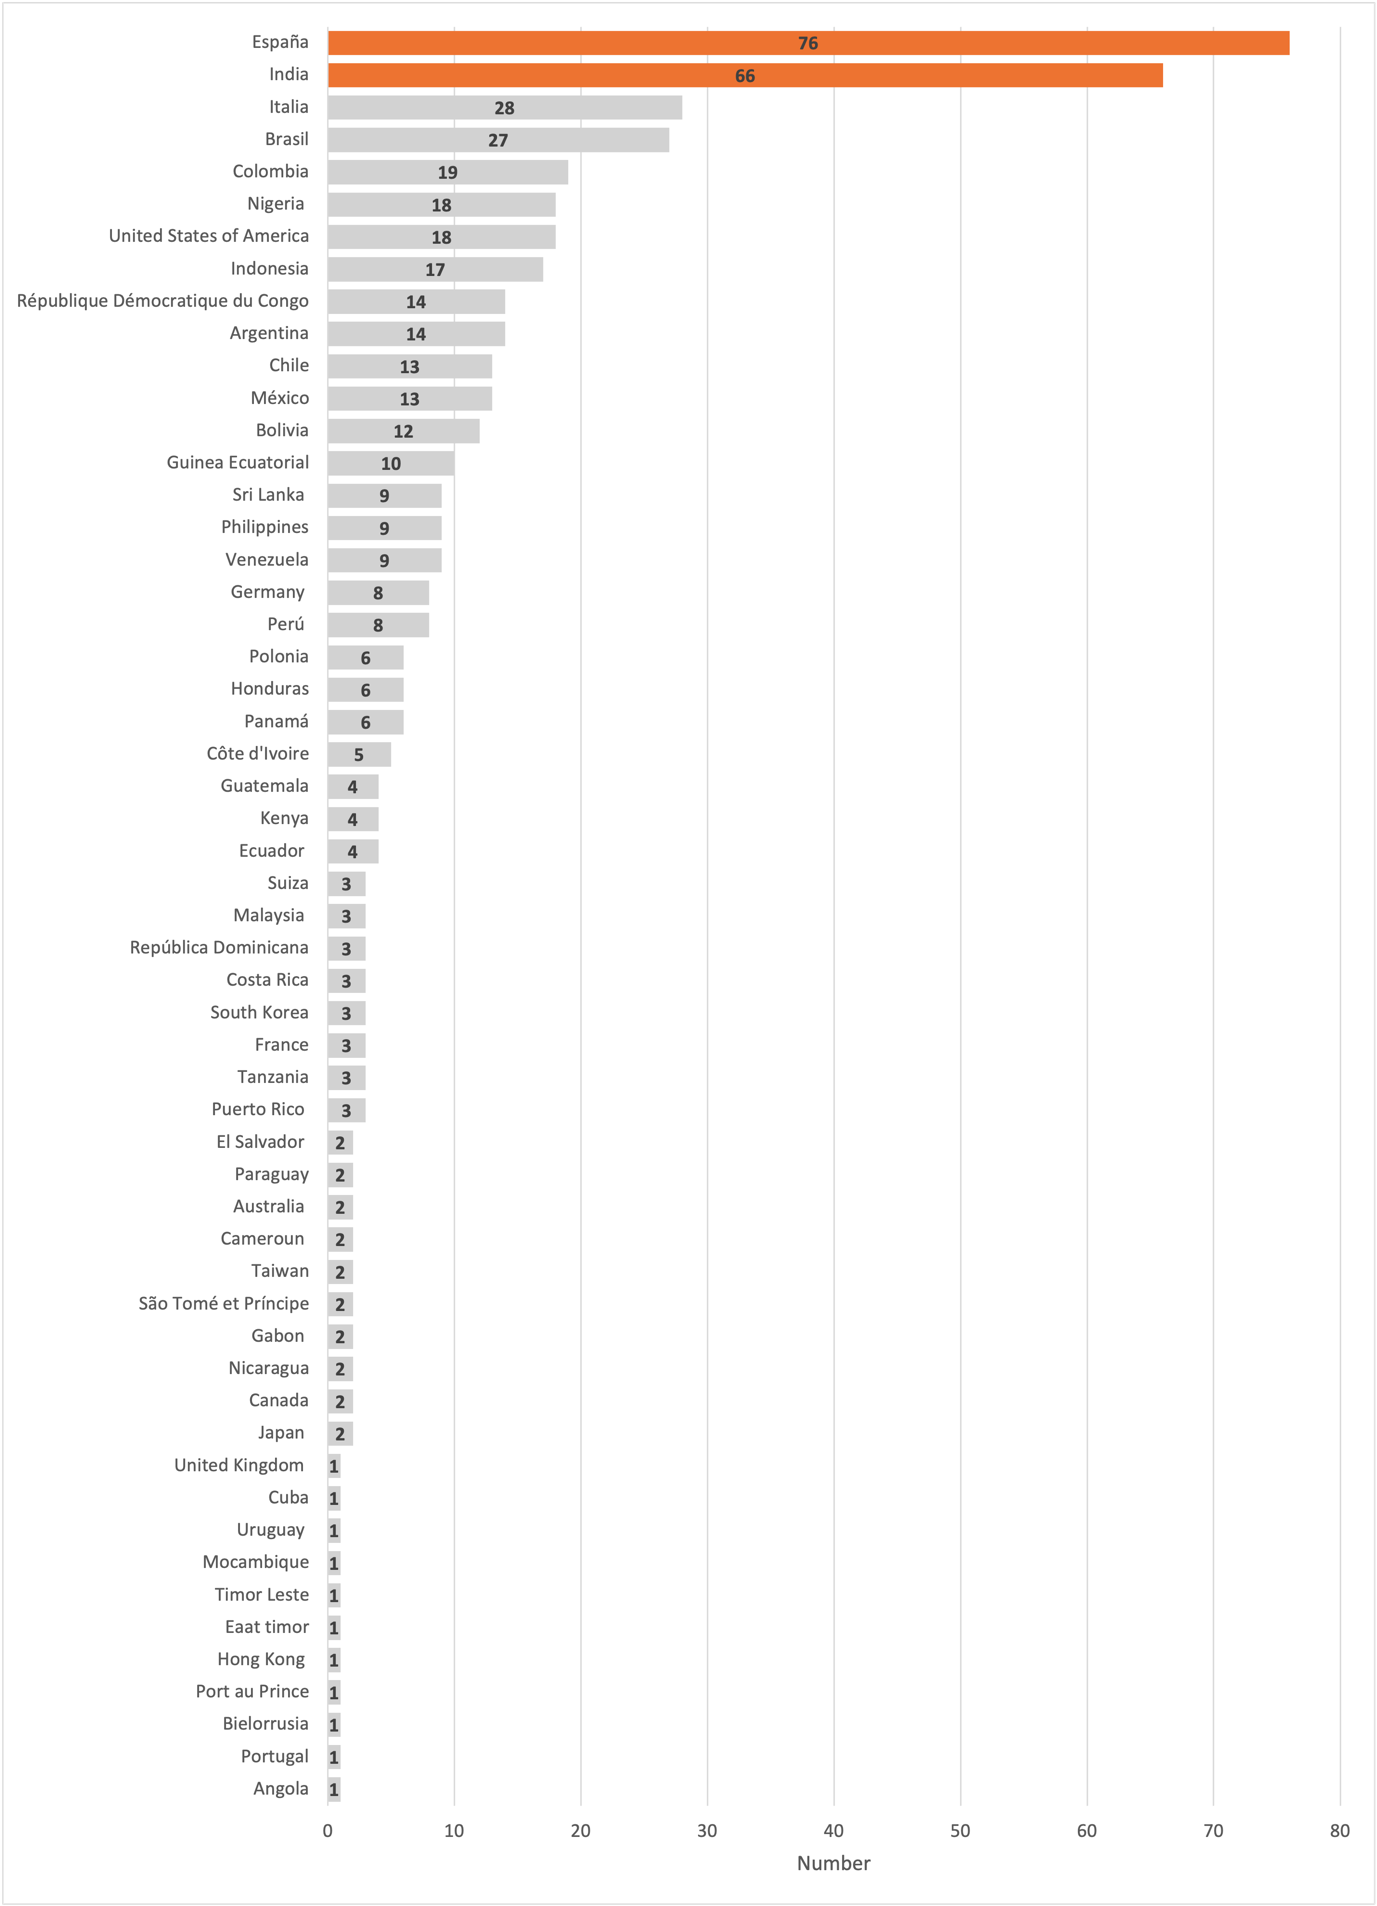 España 76
India 66
Italia 28
Brasil 27
Colombia 19
Nigeria 18
United States of America 18
Indonesia 17
République Démocratique du Congo 14
Argentina 14
Chile 13
México 13
Bolivia 12
Guinea Ecuatorial 10
Sri Lanka 9
Philippines 9
Venezuela 9
Germany 8
Perú 8
Polonia 6
Honduras 6
Panamá 6
Côte d'Ivoire 5
Guatemala 4
Kenya 4
Ecuador 4
Suiza 3
Malaysia 3
República Dominicana 3
Costa Rica 3
South Korea 3
France 3
Tanzania 3
Puerto Rico 3
El Salvador 2
Paraguay 2
Australia 2
Cameroun 2
Taiwan 2
São Tomé et Príncipe 2
Gabon 2
Nicaragua 2
Canada 2
Japan 2
United Kingdom 1
Cuba 1
Uruguay 1
Mocambique 1
Timor Leste 1
Eaat timor 1
Hong Kong 1
Port au Prince 1
Bielorrusia 1
Portugal 1
Angola 1
0 10 20 30 40 50 60 70 80
Number